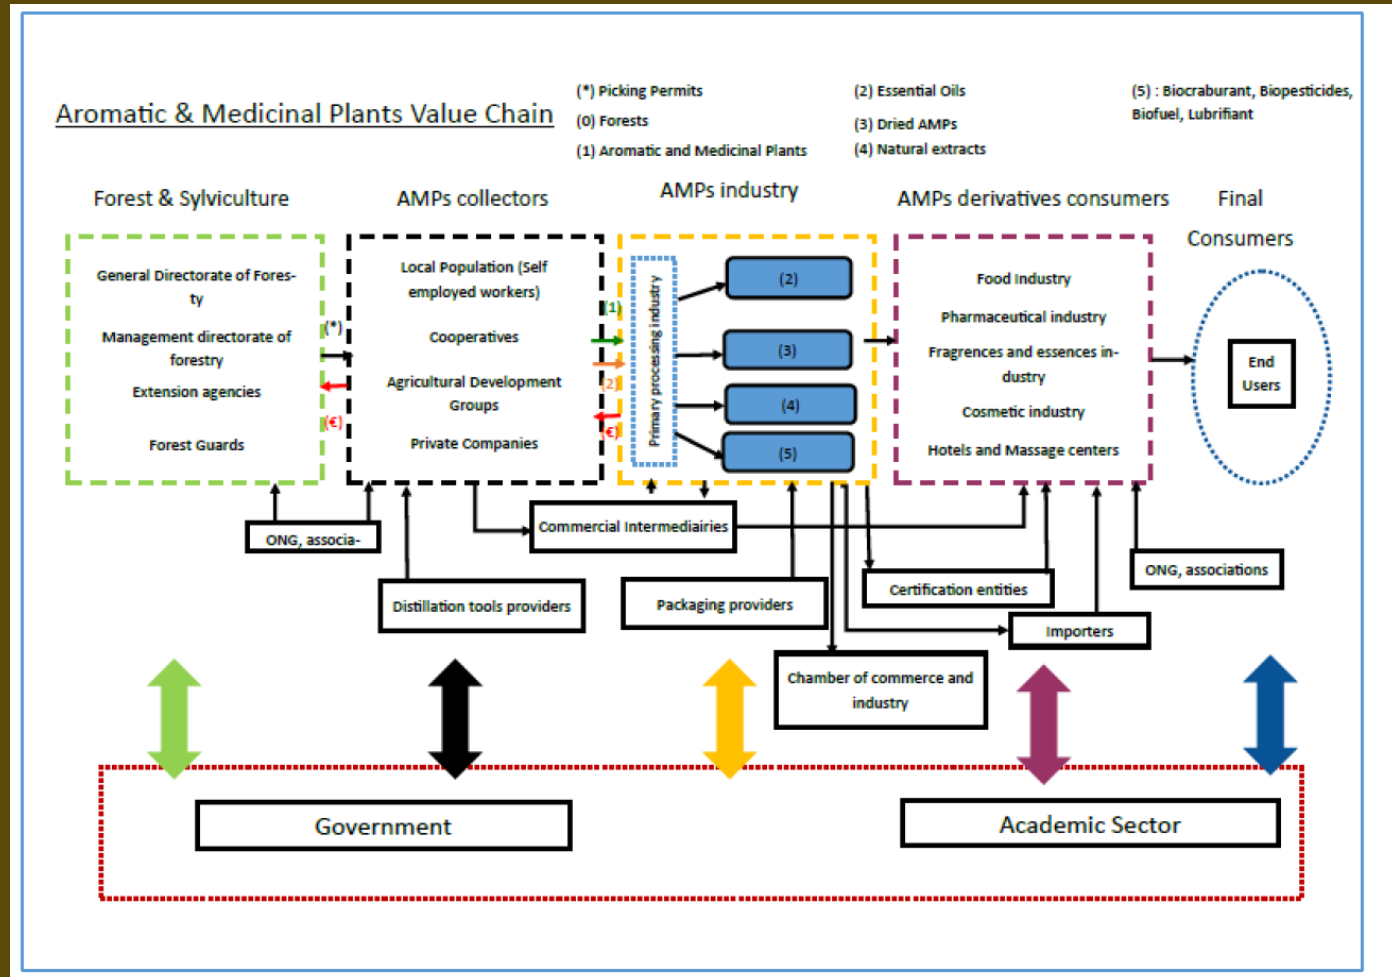 Aromatic & Medicinal Plants Value Chain
(*) Picking Permits
(0) Forests
(1) Aromatic and Medicinal Plants
(2) Essential Oils
(3) Dried AMPs
(4) Natural extracts
(5) : Biocraburant, Biopesticides,
Biofuel, Lubrifiant
Forest & Sylviculture
General Directorate of Fores-
ty
Management directorate of
forestry
Extension agencies
Forest Guards
(*)
(€)
AMPs collectors
Local Population (Self
employed workers)
Cooperatives
Agricultural Development
Groups
Private Companies
(1)
(2)
(€)
AMPs industry
Primary processing industry
(2)
(3)
(4)
(5)
AMPs derivatives consumers
Food Industry
Pharmaceutical industry
Fragrences and essences in-
dustry
Cosmetic industry
Hotels and Massage centers
Final
Consumers
End
Users
ONG, associa-
Distillation tools providers
Commercial Intermediairies
Packaging providers
Chamber of commerce and
industry
Certification entities
Importers
ONG, associations
Government
Academic Sector